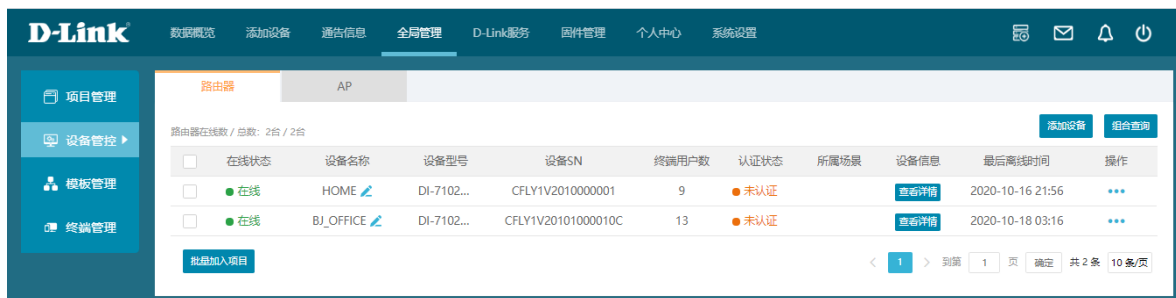 D-Link 数据概览 添加设备 通告信息 全局管理 D-Link服务 固件管理 个人中心 系统设置
项目管理
设备管控
模板管理
终端管理
路由器 AP
路由器在线数 / 总数: 2台 / 2台 添加设备 组合查询
在线状态 设备名称 设备型号 设备SN 终端用户数 认证状态 所属场景 设备信息 最后离线时间 操作
在线 HOME DI-7102... CFLY1V2010000001 9 未认证 查看详情 2020-10-16 21:56 •••
在线 BJ_OFFICE DI-7102... CFLY1V20101000010C 13 未认证 查看详情 2020-10-18 03:16 •••
批量加入项目 < 1 > 到第 1 页 确定 共 2 条 10 条/页